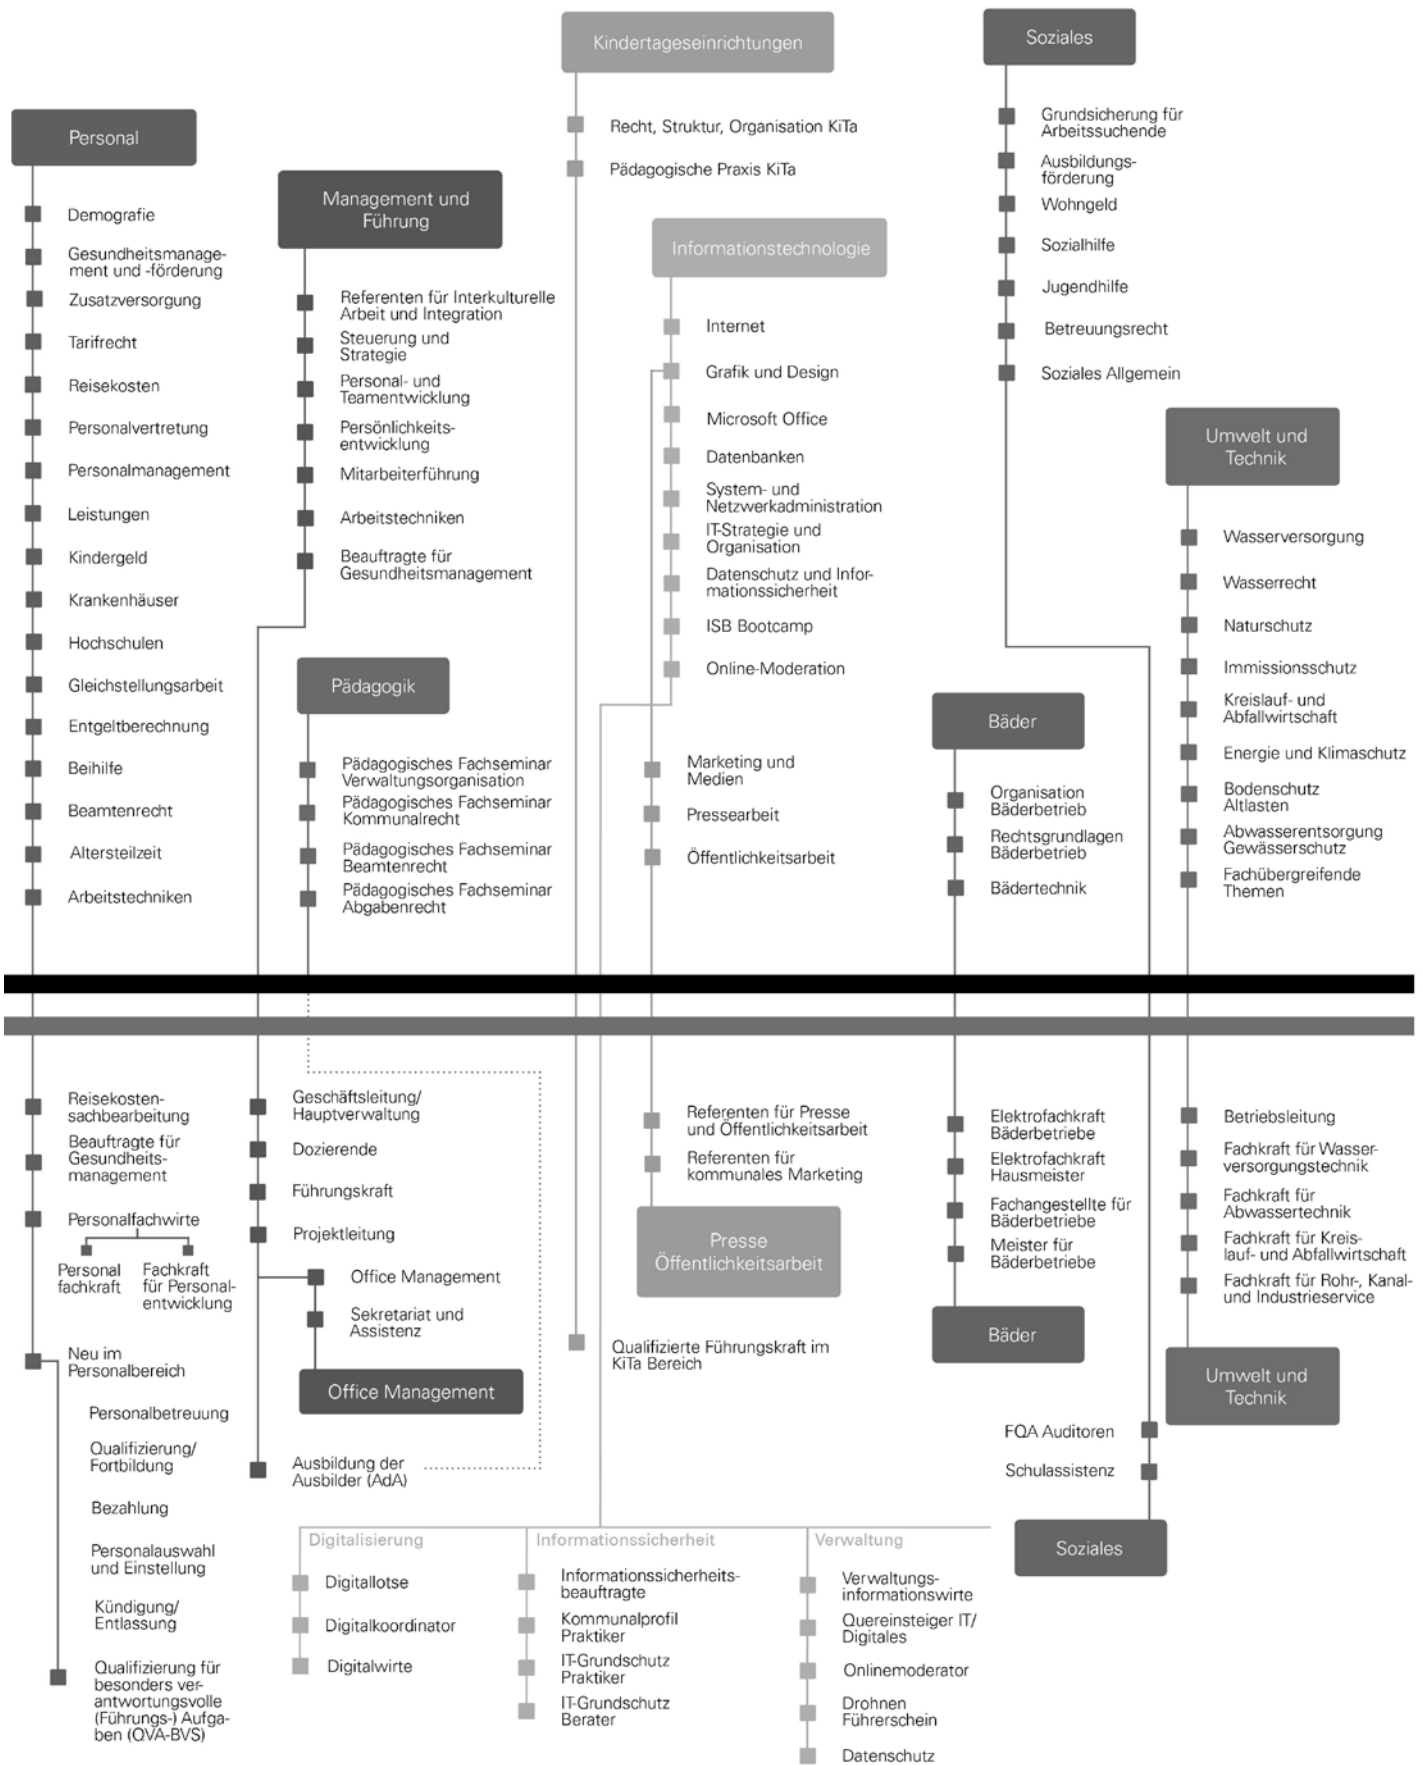 Kindertageseinrichtungen
Recht, Struktur, Organisation KiTa
Pädagogische Praxis KiTa
Soziales
Grundsicherung für
Arbeitssuchende
Ausbildungs-
förderung
Wohngeld
Sozialhilfe
Jugendhilfe
Betreuungsrecht
Soziales Allgemein
Personal
Demografie
Gesundheitsmanage-
ment und -förderung
Zusatzversorgung
Tarifrecht
Reisekosten
Personalvertretung
Personalmanagement
Leistungen
Kindergeld
Krankenhäuser
Hochschulen
Gleichstellungsarbeit
Entgeltberechnung
Beihilfe
Beamtenrecht
Altersteilzeit
Arbeitstechniken
Management und
Führung
Referenten für Interkulturelle
Arbeit und Integration
Steuerung und
Strategie
Personal- und
Teamentwicklung
Persönlichkeits-
entwicklung
Mitarbeiterführung
Arbeitstechniken
Beauftragte für
Gesundheitsmanagement
Pädagogik
Pädagogisches Fachseminar
Verwaltungsorganisation
Pädagogisches Fachseminar
Kommunalrecht
Pädagogisches Fachseminar
Beamtenrecht
Pädagogisches Fachseminar
Abgabenrecht
Informationstechnologie
Internet
Grafik und Design
Microsoft Office
Datenbanken
System- und
Netzwerkadministration
IT-Strategie und
Organisation
Datenschutz und Infor-
mationssicherheit
ISB Bootcamp
Online-Moderation
Marketing und
Medien
Pressearbeit
Öffentlichkeitsarbeit
Bäder
Organisation
Bäderbetrieb
Rechtsgrundlagen
Bäderbetrieb
Bädertechnik
Umwelt und
Technik
Wasserversorgung
Wasserrecht
Naturschutz
Immissionsschutz
Kreislauf- und
Abfallwirtschaft
Energie und Klimaschutz
Bodenschutz
Altlasten
Abwasserentsorgung
Gewässerschutz
Fachübergreifende
Themen
Reisekosten-
sachbearbeitung
Beauftragte für
Gesundheits-
management
Personalfachwirte
Personal
fachkraft
Fachkraft
für Personal-
entwicklung
Neu im
Personalbereich
Personalbetreuung
Qualifizierung/
Fortbildung
Bezahlung
Personalauswahl
und Einstellung
Kündigung/
Entlassung
Qualifizierung für
besonders ver-
antwortungsvolle
(Führungs-) Aufga-
ben (QVA-BVS)
Geschäftsleitung/
Hauptverwaltung
Dozierende
Führungskraft
Projektleitung
Office Management
Sekretariat und
Assistenz
Office Management
Ausbildung der
Ausbilder (AdA)
Referenten für Presse
und Öffentlichkeitsarbeit
Referenten für
kommunales Marketing
Presse
Öffentlichkeitsarbeit
Qualifizierte Führungskraft im
KiTa Bereich
Elektrofachkraft
Bäderbetriebe
Elektrofachkraft
Hausmeister
Fachangestellte für
Bäderbetriebe
Meister für
Bäderbetriebe
Bäder
Betriebsleitung
Fachkraft für Wasser-
versorgungstechnik
Fachkraft für
Abwassertechnik
Fachkraft für Kreis-
lauf- und Abfallwirtschaft
Fachkraft für Rohr-, Kanal-
und Industrieservice
Umwelt und
Technik
FQA Auditoren
Schulassistenz
Soziales
Digitalisierung
Digitallotse
Digitalkoordinator
Digitalwirte
Informationssicherheit
Informationssicherheits-
beauftragte
Kommunalprofil
Praktiker
IT-Grundschutz
Praktiker
IT-Grundschutz
Berater
Verwaltung
Verwaltungs-
informationswirte
Quereinsteiger IT/
Digitales
Onlinemoderator
Drohnen
Führerschein
Datenschutz